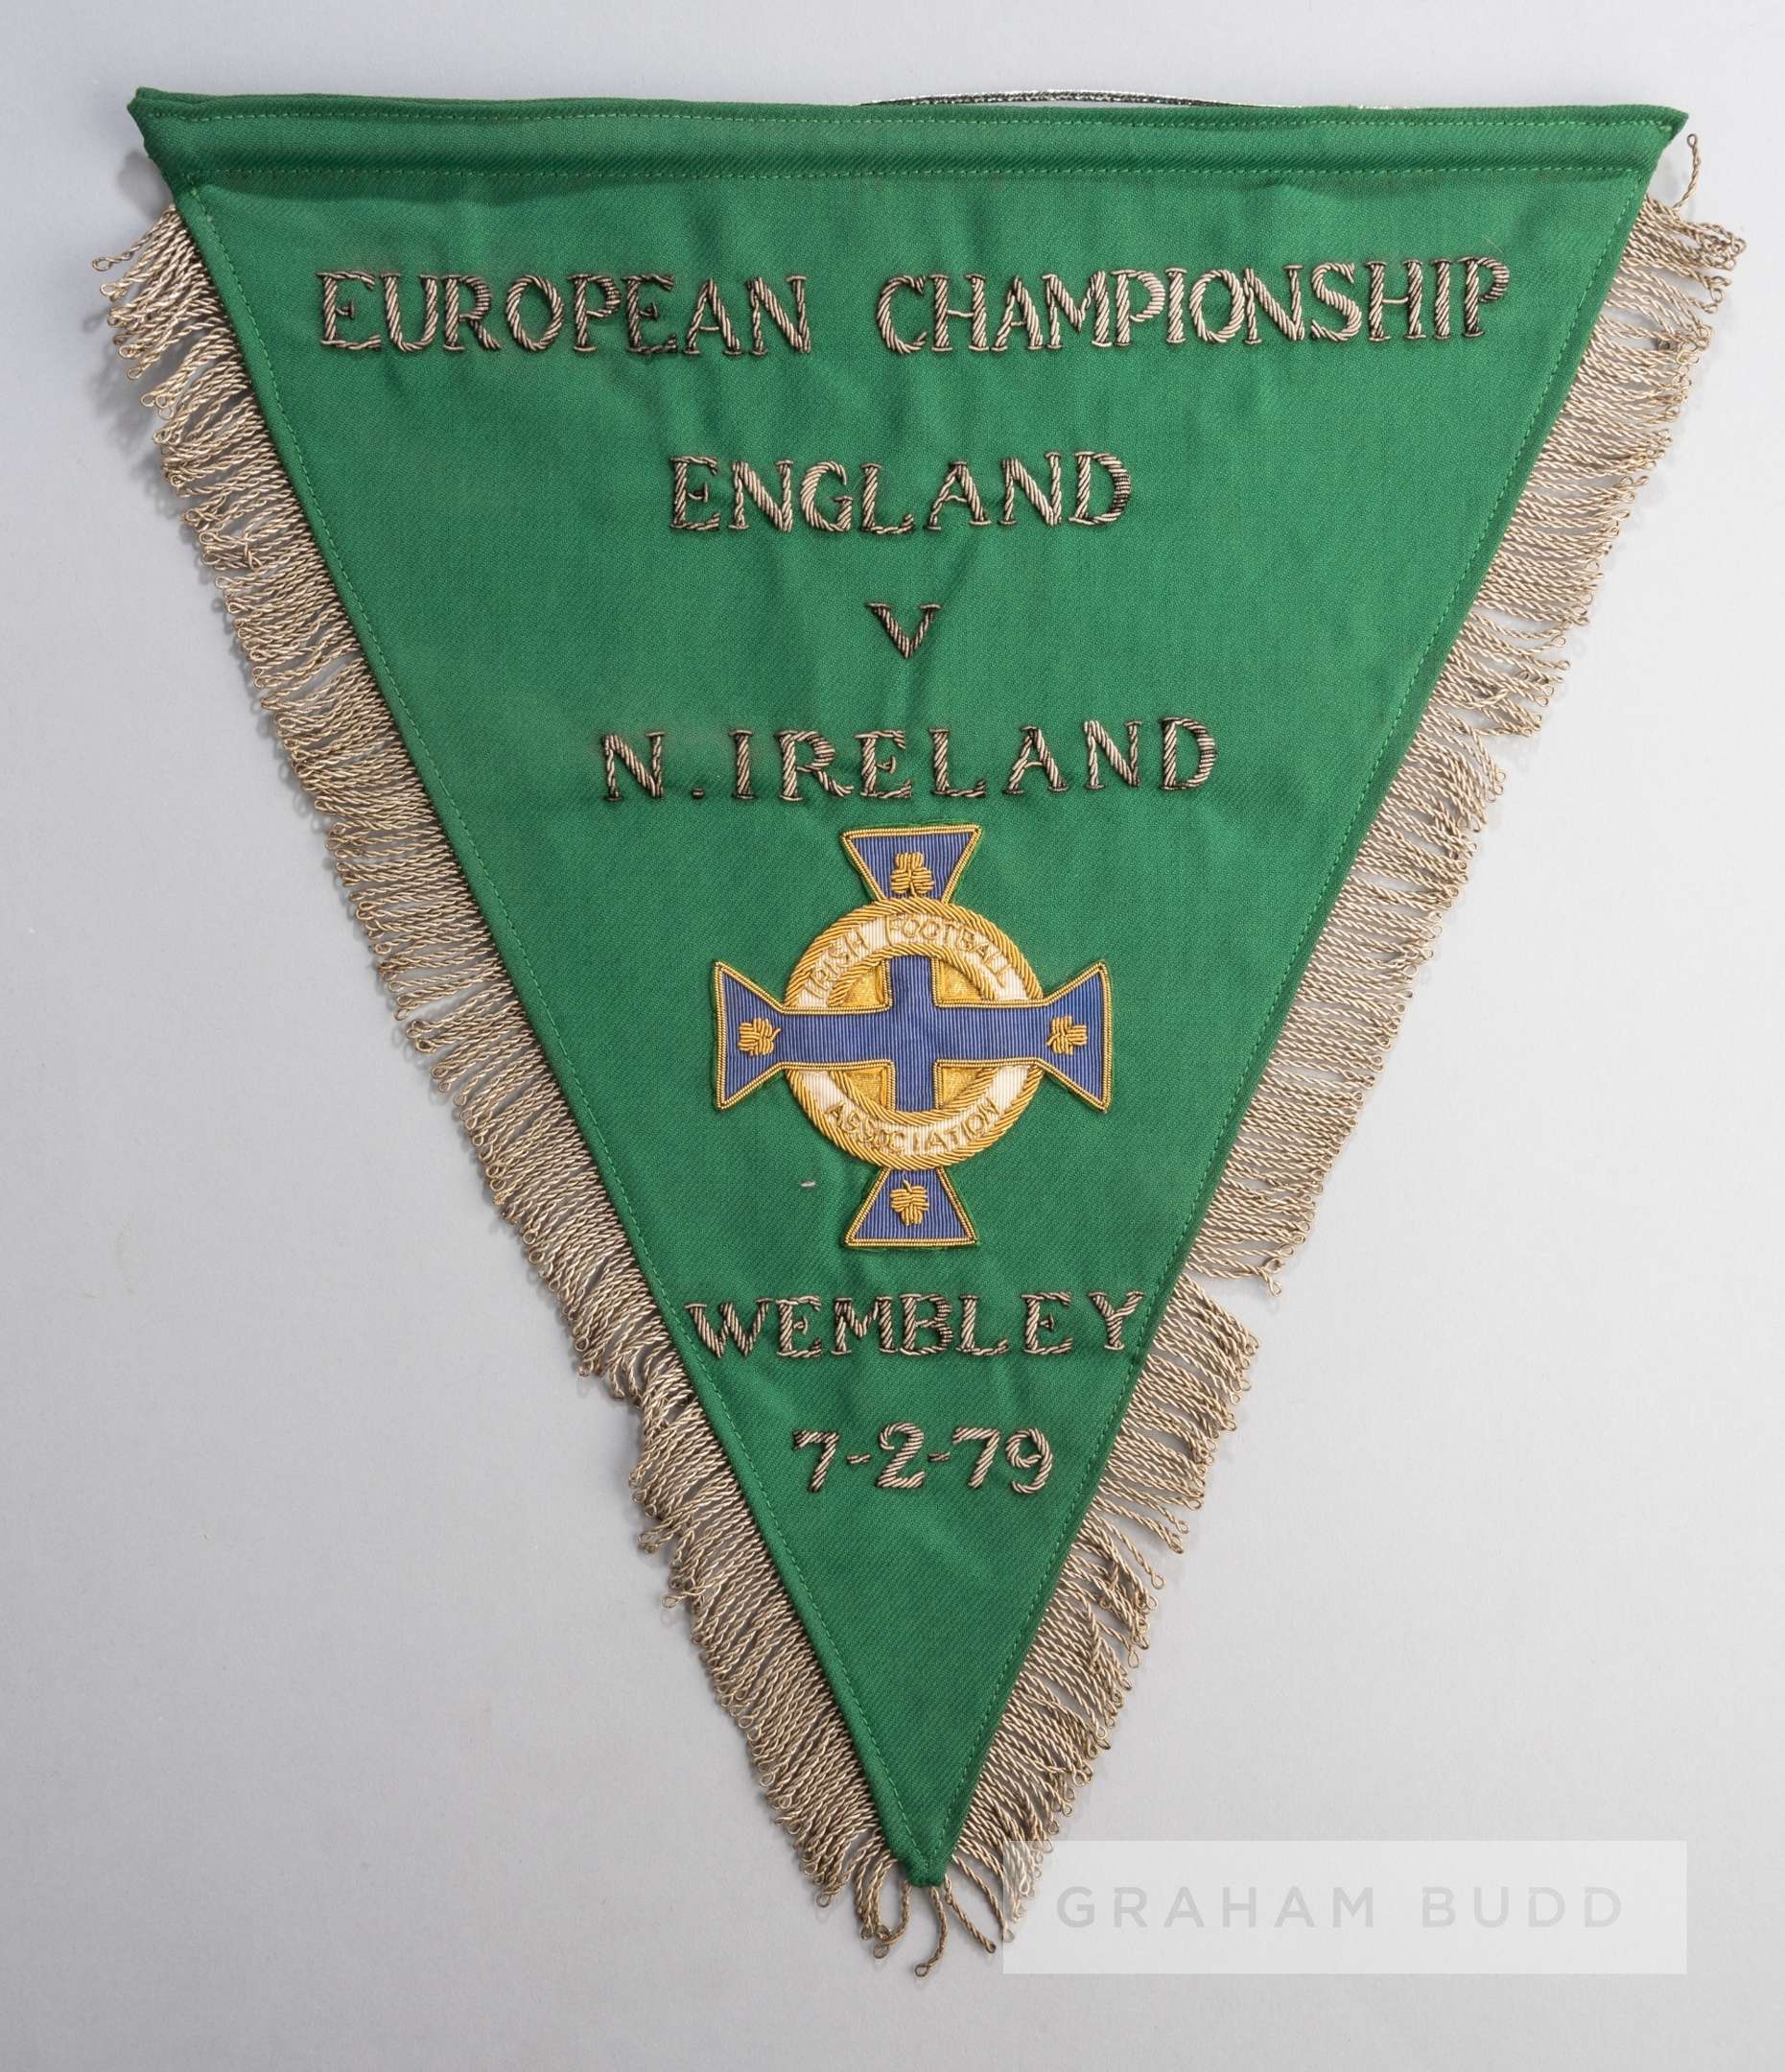 EUROPEAN CHAMPIONSHIP
ENGLAND
V
N. IRELAND
IRISH FOOTBALL
ASSOCIATION
WEMBLEY
7-2-79
GRAHAM BUDD